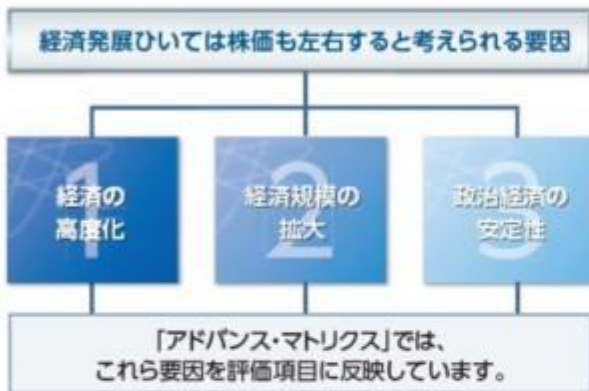 経済発展ひいては株価も左右すると考えられる要因
1
経済の
高度化
2
経済規模の
拡大
3
政治経済の
安定性
「アドバンス・マトリクス」では、
これら要因を評価項目に反映しています。